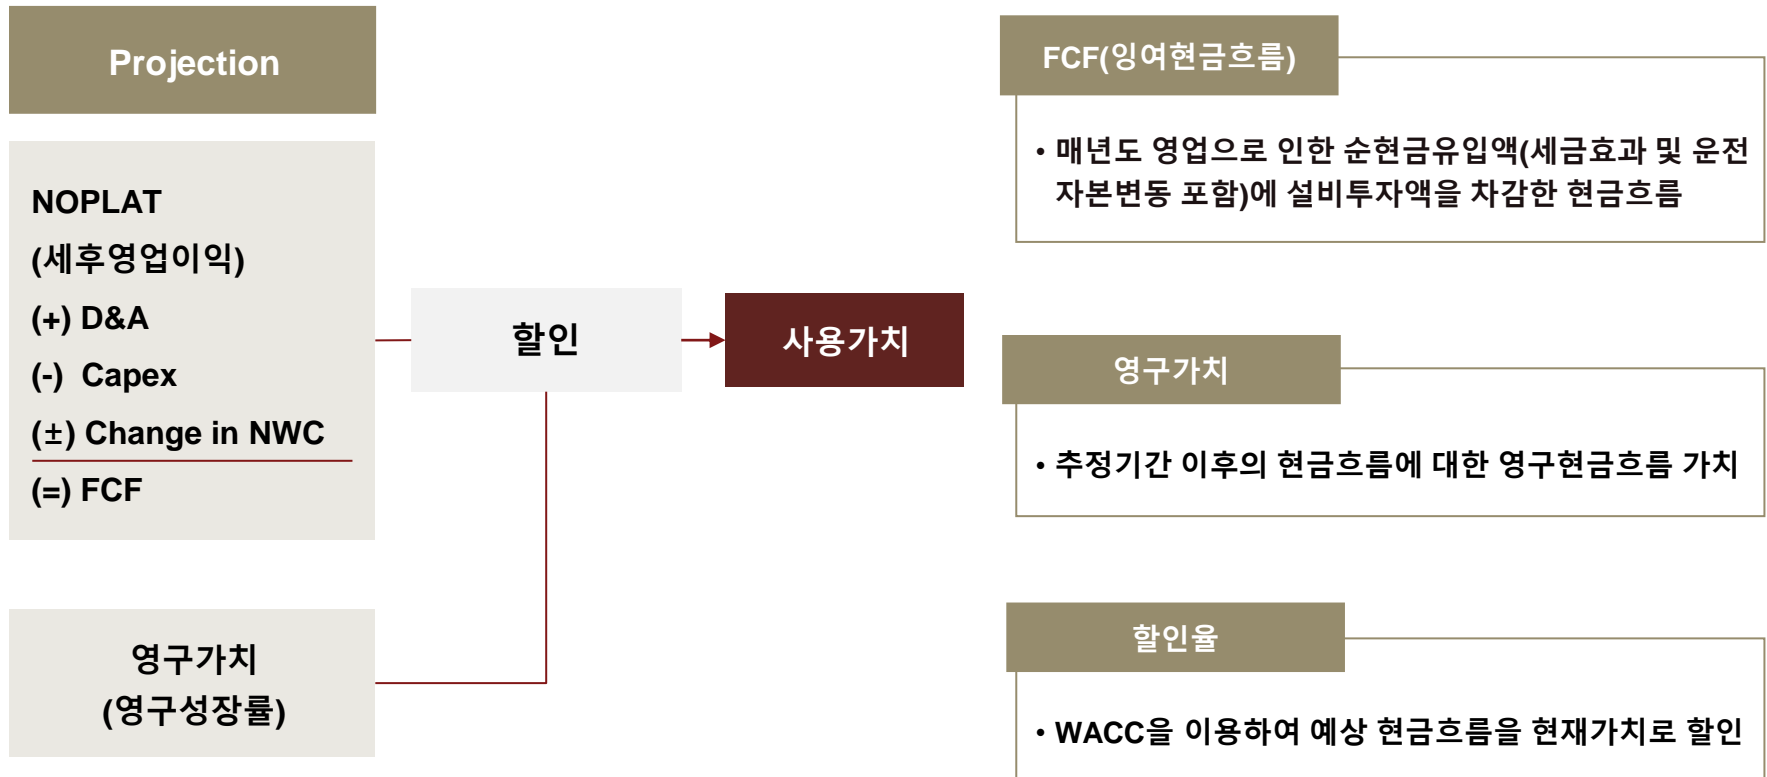 Projection
NOPLAT
(세후영업이익)
(+) D&A
(-) Capex
(±) Change in NWC
(=) FCF
영구가치
(영구성장률)
할인
사용가치
FCF(잉여현금흐름)
• 매년도 영업으로 인한 순현금유입액(세금효과 및 운전
자본변동 포함)에 설비투자액을 차감한 현금흐름
영구가치
• 추정기간 이후의 현금흐름에 대한 영구현금흐름 가치
할인율
• WACC을 이용하여 예상 현금흐름을 현재가치로 할인